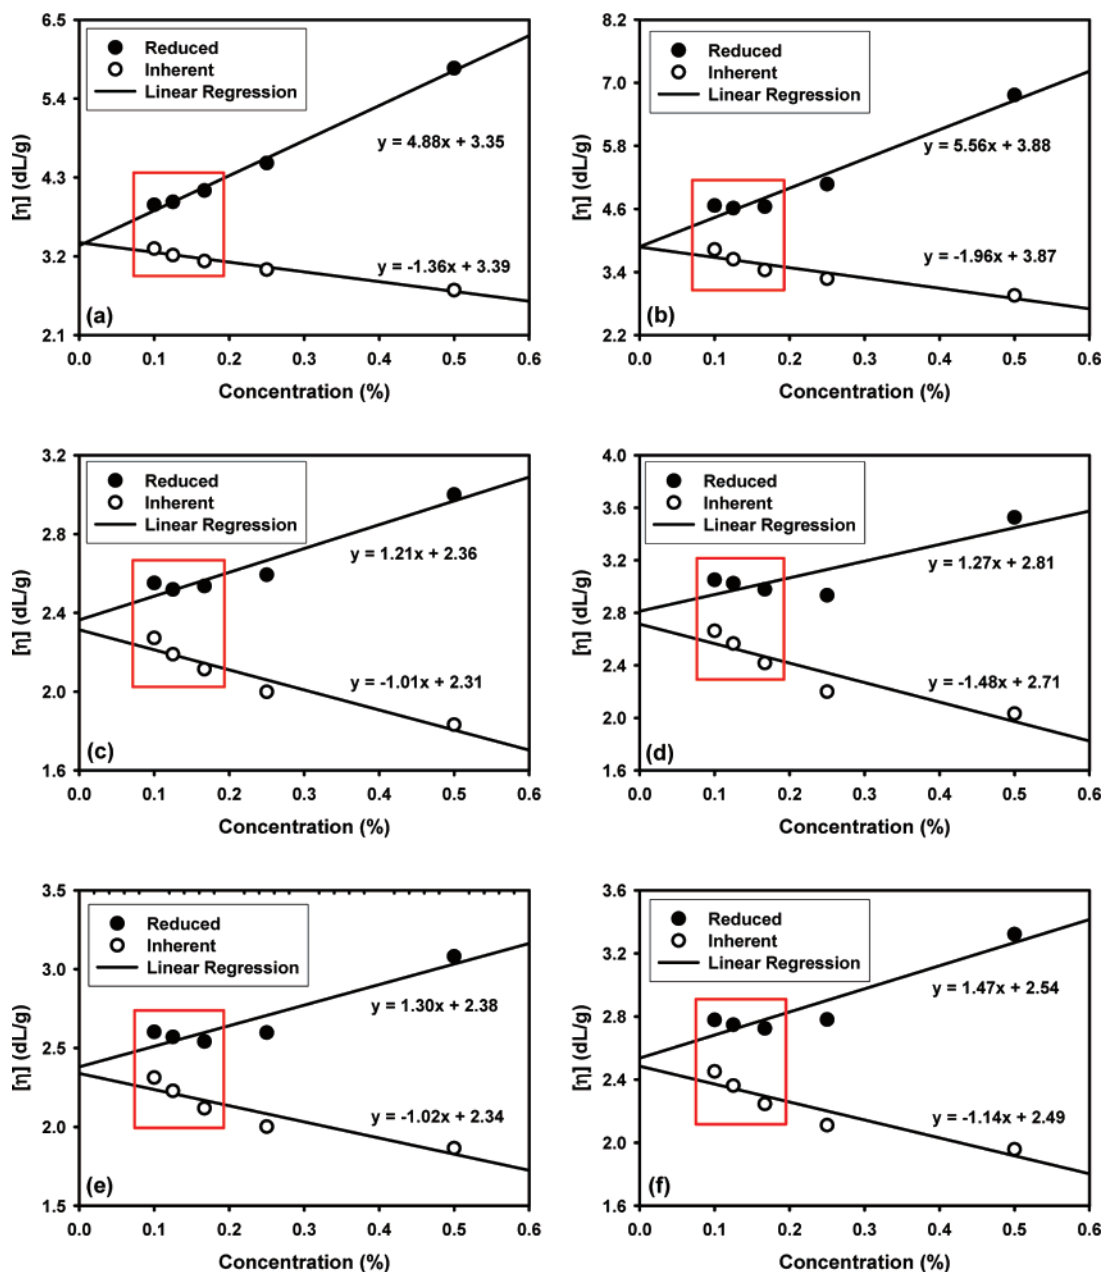 6.5
5.4
4.3
3.2
2.1
[η] (dL/g)
Reduced
Inherent
Linear Regression
y = 4.88x + 3.35
y = -1.36x + 3.39
(a)
0.0 0.1 0.2 0.3 0.4 0.5 0.6
Concentration (%)
8.2
7.0
5.8
4.6
3.4
2.2
[η] (dL/g)
Reduced
Inherent
Linear Regression
y = 5.56x + 3.88
y = -1.96x + 3.87
(b)
0.0 0.1 0.2 0.3 0.4 0.5 0.6
Concentration (%)
3.2
2.8
2.4
2.0
1.6
[η] (dL/g)
Reduced
Inherent
Linear Regression
y = 1.21x + 2.36
y = -1.01x + 2.31
(c)
0.0 0.1 0.2 0.3 0.4 0.5 0.6
Concentration (%)
4.0
3.6
3.2
2.8
2.4
2.0
1.6
[η] (dL/g)
Reduced
Inherent
Linear Regression
y = 1.27x + 2.81
y = -1.48x + 2.71
(d)
0.0 0.1 0.2 0.3 0.4 0.5 0.6
Concentration (%)
3.5
3.0
2.5
2.0
1.5
[η] (dL/g)
Reduced
Inherent
Linear Regression
y = 1.30x + 2.38
y = -1.02x + 2.34
(e)
0.0 0.1 0.2 0.3 0.4 0.5 0.6
Concentration (%)
3.6
3.2
2.8
2.4
2.0
1.6
[η] (dL/g)
Reduced
Inherent
Linear Regression
y = 1.47x + 2.54
y = -1.14x + 2.49
(f)
0.0 0.1 0.2 0.3 0.4 0.5 0.6
Concentration (%)